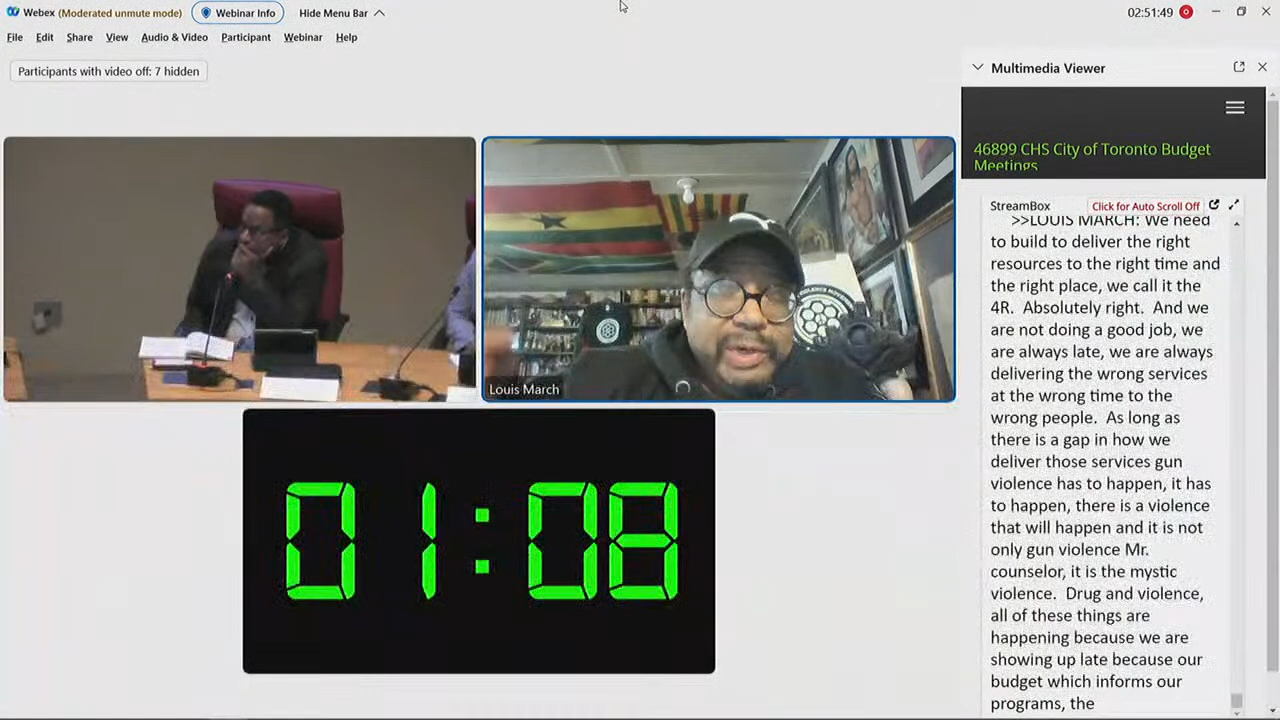 Webex (Moderated unmute mode) Webinar Info Hide Menu Bar 02:51:49
File Edit Share View Audio & Video Participant Webinar Help
Participants with video off: 7 hidden
Louis March
01:08
Multimedia Viewer
46899 CHS City of Toronto Budget
Meetings
StreamBox Click for Auto Scroll Off
>>LOUIS MARCH: We need
to build to deliver the right
resources to the right time and
the right place, we call it the
4R. Absolutely right. And we
are not doing a good job, we
are always late, we are always
delivering the wrong services
at the wrong time to the
wrong people. As long as
there is a gap in how we
deliver those services gun
violence has to happen, it has
to happen, there is a violence
that will happen and it is not
only gun violence Mr.
counselor, it is the mystic
violence. Drug and violence,
all of these things are
happening because we are
showing up late because our
budget which informs our
programs, the